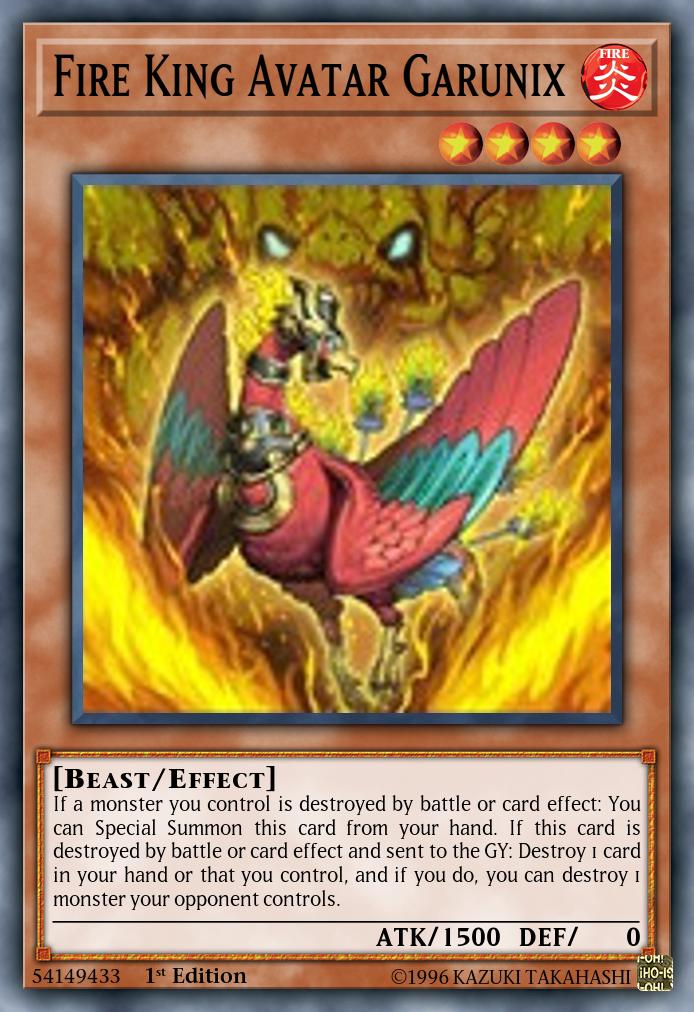 FIRE KING AVATAR GARUNIX
FIRE
炎
[BEAST/EFFECT]
If a monster you control is destroyed by battle or card effect: You
can Special Summon this card from your hand. If this card is
destroyed by battle or card effect and sent to the GY: Destroy 1 card
in your hand or that you control, and if you do, you can destroy 1
monster your opponent controls.
ATK/1500 DEF/ 0
54149433 1st Edition ©1996 KAZUKI TAKAHASHI